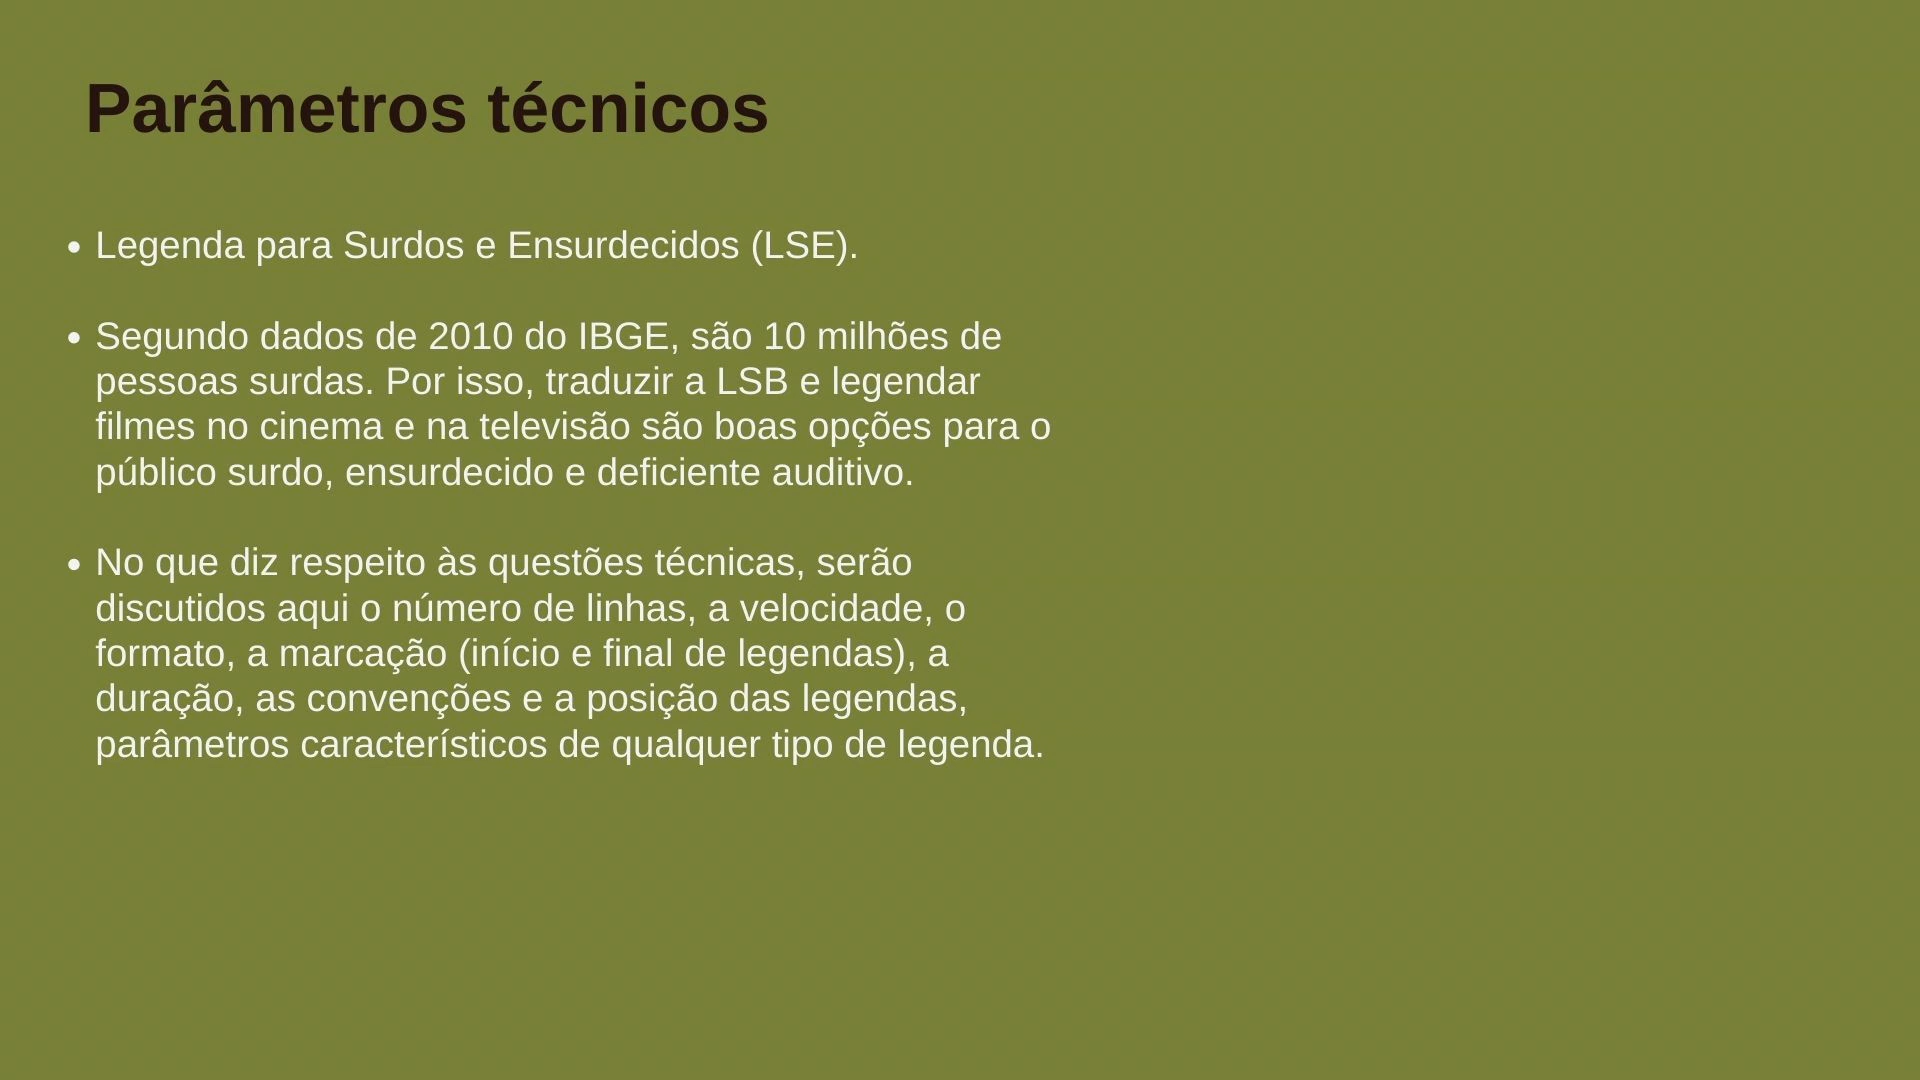 Parâmetros técnicos
• Legenda para Surdos e Ensurdecidos (LSE).
• Segundo dados de 2010 do IBGE, são 10 milhões de
pessoas surdas. Por isso, traduzir a LSB e legendar
filmes no cinema e na televisão são boas opções para o
público surdo, ensurdecido e deficiente auditivo.
• No que diz respeito às questões técnicas, serão
discutidos aqui o número de linhas, a velocidade, o
formato, a marcação (início e final de legendas), a
duração, as convenções e a posição das legendas,
parâmetros característicos de qualquer tipo de legenda.